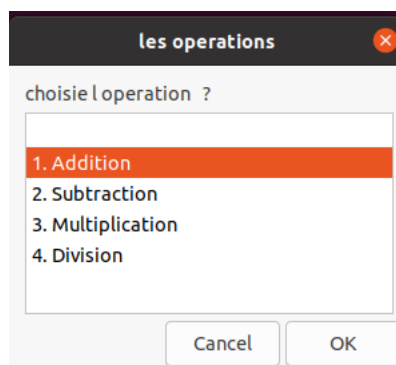 les operations
choisie l operation ?
1. Addition
2. Subtraction
3. Multiplication
4. Division
Cancel OK